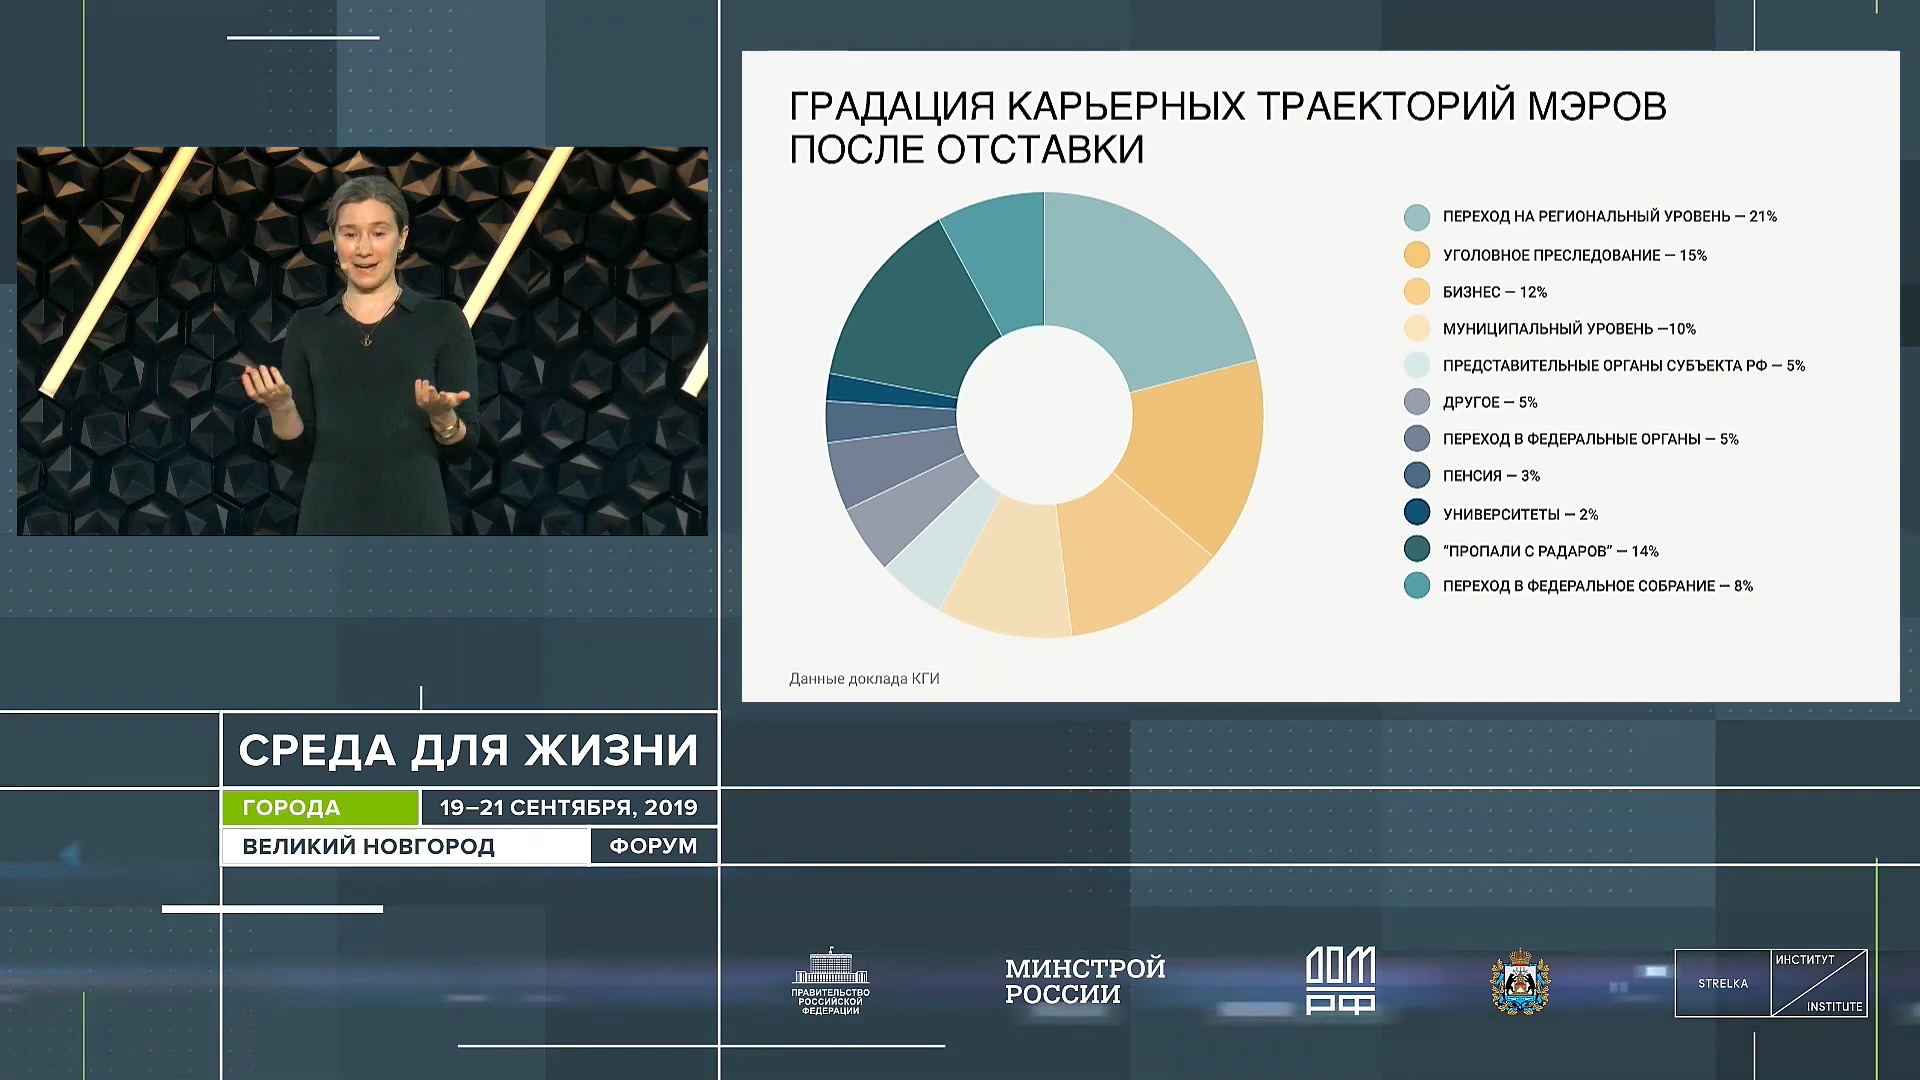 ГРАДАЦИЯ КАРЬЕРНЫХ ТРАЕКТОРИЙ МЭРОВ
ПОСЛЕ ОТСТАВКИ
ПЕРЕХОД НА РЕГИОНАЛЬНЫЙ УРОВЕНЬ — 21%
УГОЛОВНОЕ ПРЕСЛЕДОВАНИЕ — 15%
БИЗНЕС — 12%
МУНИЦИПАЛЬНЫЙ УРОВЕНЬ —10%
ПРЕДСТАВИТЕЛЬНЫЕ ОРГАНЫ СУБЪЕКТА РФ — 5%
ДРУГОЕ — 5%
ПЕРЕХОД В ФЕДЕРАЛЬНЫЕ ОРГАНЫ — 5%
ПЕНСИЯ — 3%
УНИВЕРСИТЕТЫ — 2%
“ПРОПАЛИ С РАДАРОВ” — 14%
ПЕРЕХОД В ФЕДЕРАЛЬНОЕ СОБРАНИЕ — 8%
Данные доклада КГИ
СРЕДА ДЛЯ ЖИЗНИ
ГОРОДА
19–21 СЕНТЯБРЯ, 2019
ВЕЛИКИЙ НОВГОРОД
ФОРУМ
ПРАВИТЕЛЬСТВО
РОССИЙСКОЙ
ФЕДЕРАЦИИ
МИНСТРОЙ
РОССИИ
ДОМ
РФ
STRELKA
ИНСТИТУТ
INSTITUTE